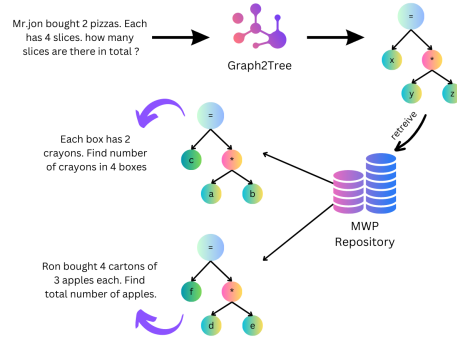 Mr.jon bought 2 pizzas. Each
has 4 slices. how many
slices are there in total ?
Graph2Tree
=
x
*
y
z
retreive
Each box has 2
crayons. Find number
of crayons in 4 boxes
=
c
*
a
b
MWP
Repository
Ron bought 4 cartons of
3 apples each. Find
total number of apples.
=
f
*
d
e